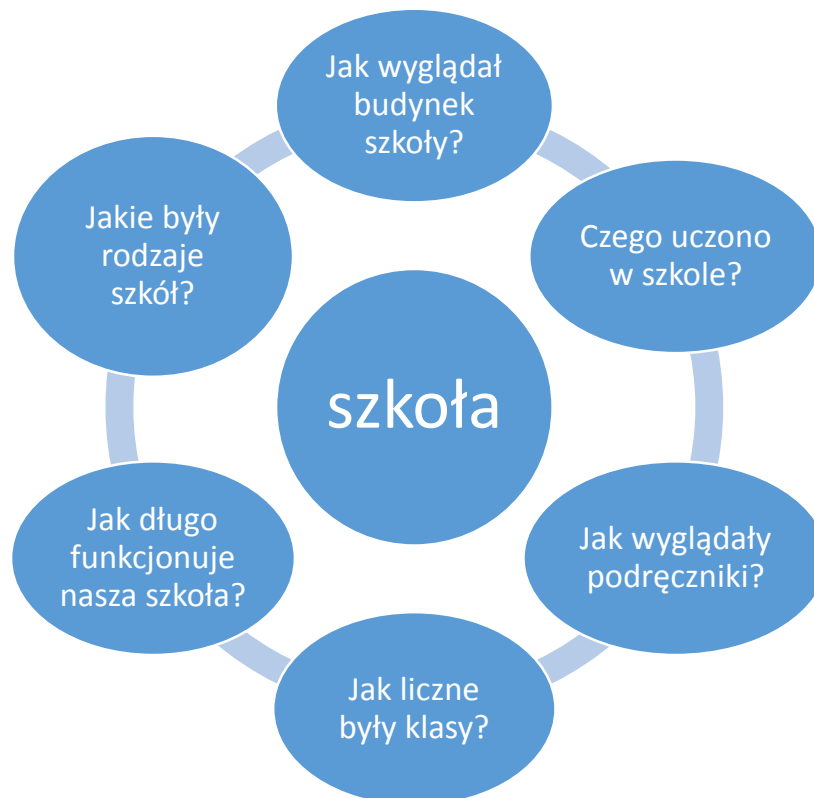 Jak wyglądał
budynek
szkoły?
Czego uczono
w szkole?
Jak wyglądały
podręczniki?
Jak liczne
były klasy?
Jak długo
funkcjonuje
nasza szkoła?
Jakie były
rodzaje
szkół?
szkoła